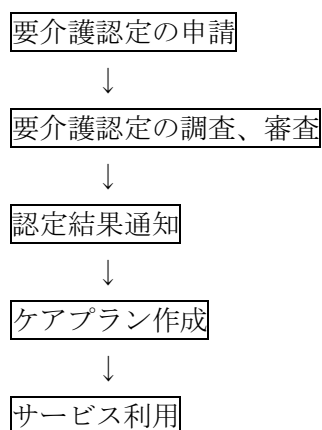 要介護認定の申請
↓
要介護認定の調査、審査
↓
認定結果通知
↓
ケアプラン作成
↓
サービス利用